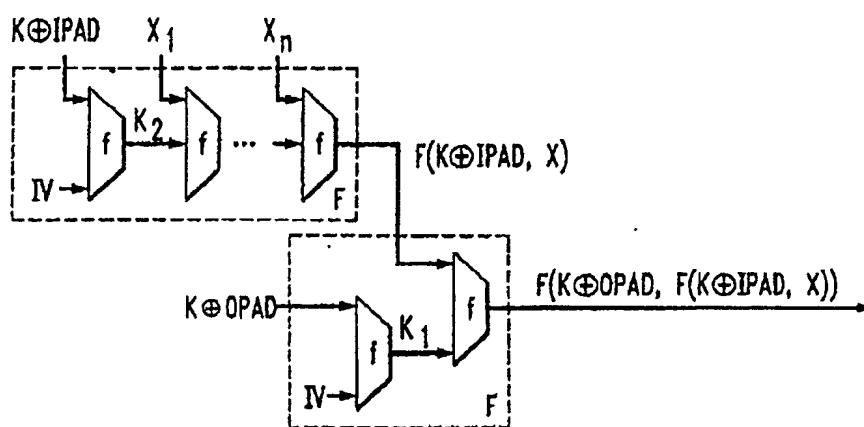 K⊕IPAD X1 Xn
f K2 f ... f
IV F
F(K⊕IPAD, X)
K⊕OPAD f K1 f
F(K⊕OPAD, F(K⊕IPAD, X))
IV F